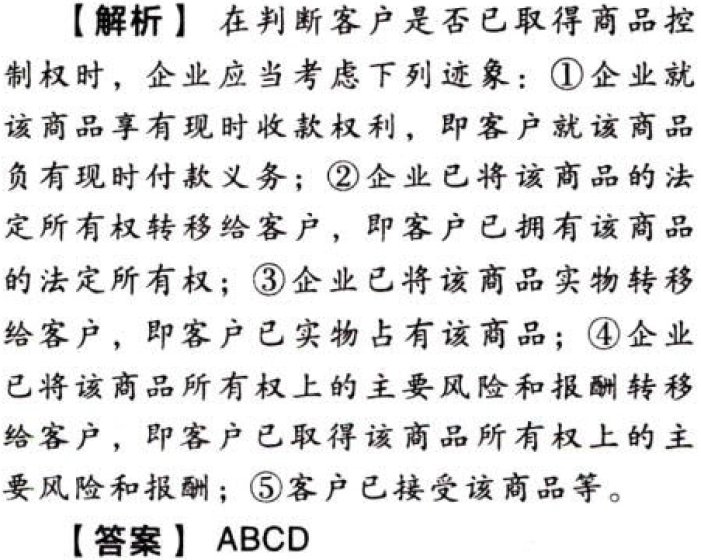 【解析】 在判断客户是否已取得商品控
制权时，企业应当考虑下列迹象：①企业就
该商品享有现时收款权利，即客户就该商品
负有现时付款义务；②企业已将该商品的法
定所有权转移给客户，即客户已拥有该商品
的法定所有权；③企业已将该商品实物转移
给客户，即客户已实物占有该商品；④企业
已将该商品所有权上的主要风险和报酬转移
给客户，即客户已取得该商品所有权上的主
要风险和报酬；⑤客户已接受该商品等。
【答案】 ABCD